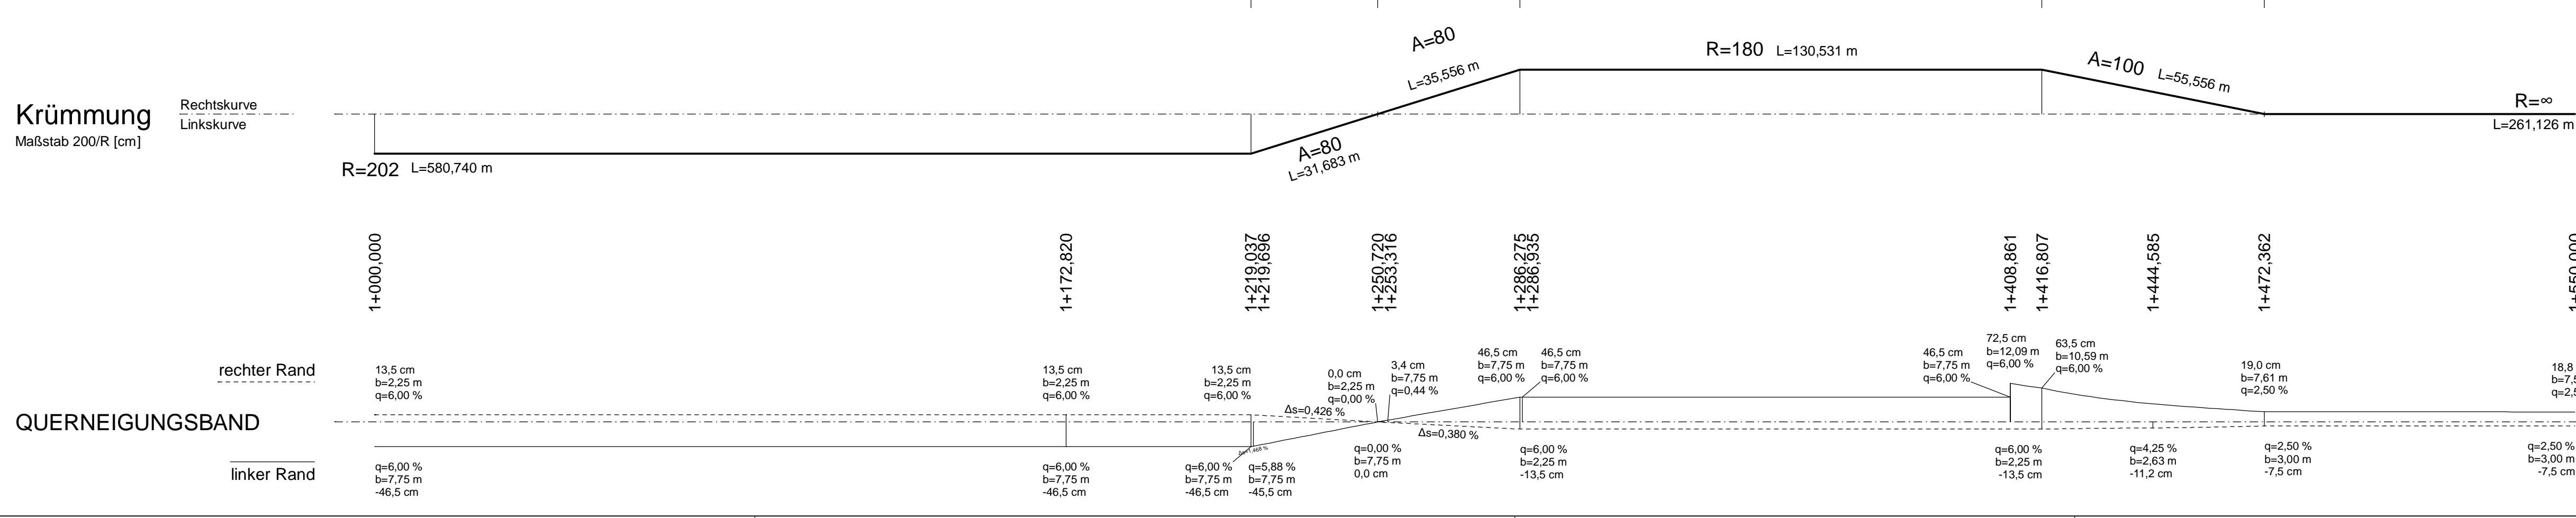 A=80
L=35,556 m
R=180 L=130,531 m
A=100 L=55,556 m
R=∞
L=261,126 m
Krümmung
Maßstab 200/R [cm]
Rechtskurve
Linkskurve
R=202 L=580,740 m
A=80
L=31,683 m
1+000,000
1+172,820
1+219,037
1+219,696
1+250,720
1+253,316
1+286,275
1+286,935
1+408,861
1+416,807
1+444,585
1+472,362
1+550,000
rechter Rand
QUERNEIGUNGSBAND
linker Rand
13,5 cm
b=2,25 m
q=6,00 %
13,5 cm
b=2,25 m
q=6,00 %
13,5 cm
b=2,25 m
q=6,00 %
0,0 cm
b=2,25 m
q=0,00 %
3,4 cm
b=7,75 m
q=0,44 %
46,5 cm
b=7,75 m
q=6,00 %
46,5 cm
b=7,75 m
q=6,00 %
46,5 cm
b=7,75 m
q=6,00 %
72,5 cm
b=12,09 m
q=6,00 %
63,5 cm
b=10,59 m
q=6,00 %
19,0 cm
b=7,61 m
q=2,50 %
18,8
b=7,5
q=2,5
Δs=0,426 %
Δs=0,380 %
q=6,00 %
b=7,75 m
-46,5 cm
q=6,00 %
b=7,75 m
-46,5 cm
q=6,00 %
b=7,75 m
-46,5 cm
q=5,88 %
b=7,75 m
-45,5 cm
q=0,00 %
b=7,75 m
0,0 cm
q=6,00 %
b=2,25 m
-13,5 cm
q=6,00 %
b=2,25 m
-13,5 cm
q=4,25 %
b=2,63 m
-11,2 cm
q=2,50 %
b=3,00 m
-7,5 cm
q=2,50 %
b=3,00 m
-7,5 cm